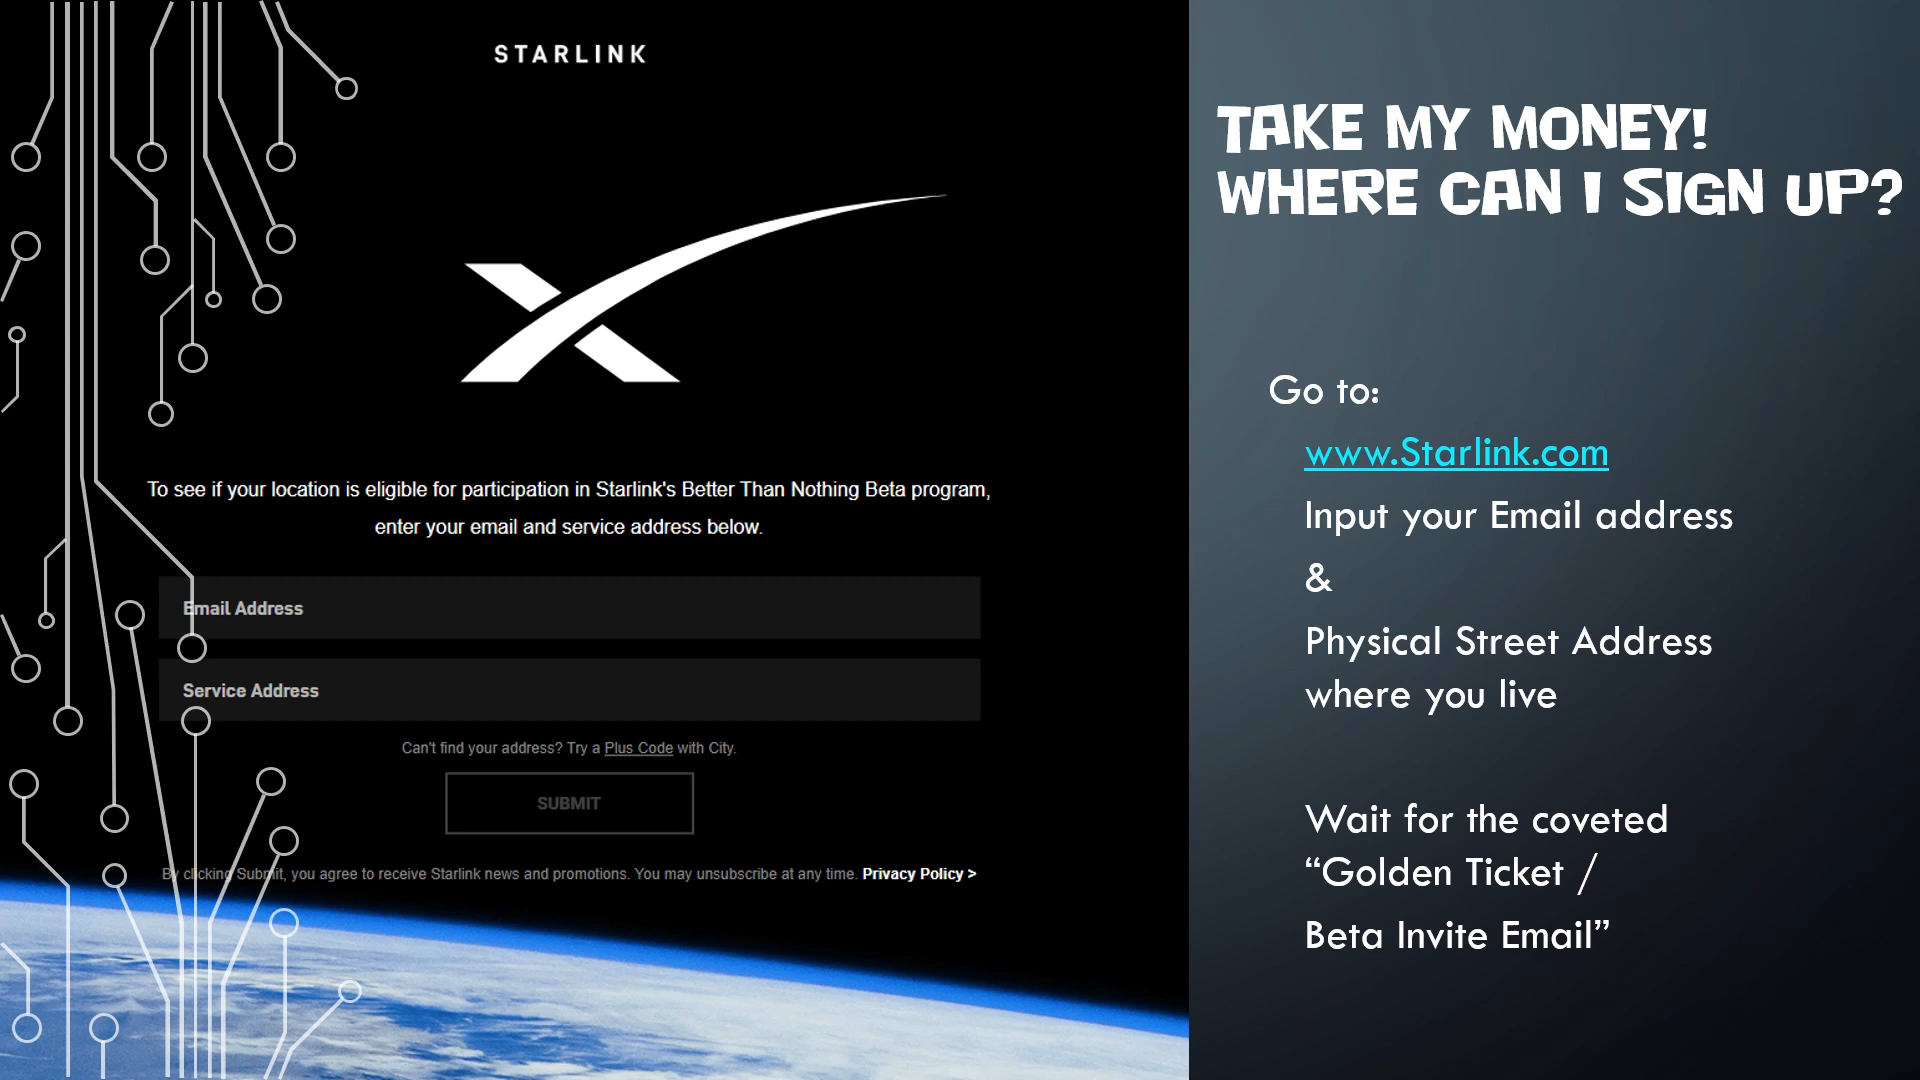 STARLINK
To see if your location is eligible for participation in Starlink's Better Than Nothing Beta program,
enter your email and service address below.
Email Address
Service Address
Can't find your address? Try a Plus Code with City.
SUBMIT
By clicking Submit, you agree to receive Starlink news and promotions. You may unsubscribe at any time. Privacy Policy >
TAKE MY MONEY!
WHERE CAN I SIGN UP?
Go to:
www.Starlink.com
Input your Email address
&
Physical Street Address
where you live
Wait for the coveted
“Golden Ticket /
Beta Invite Email”